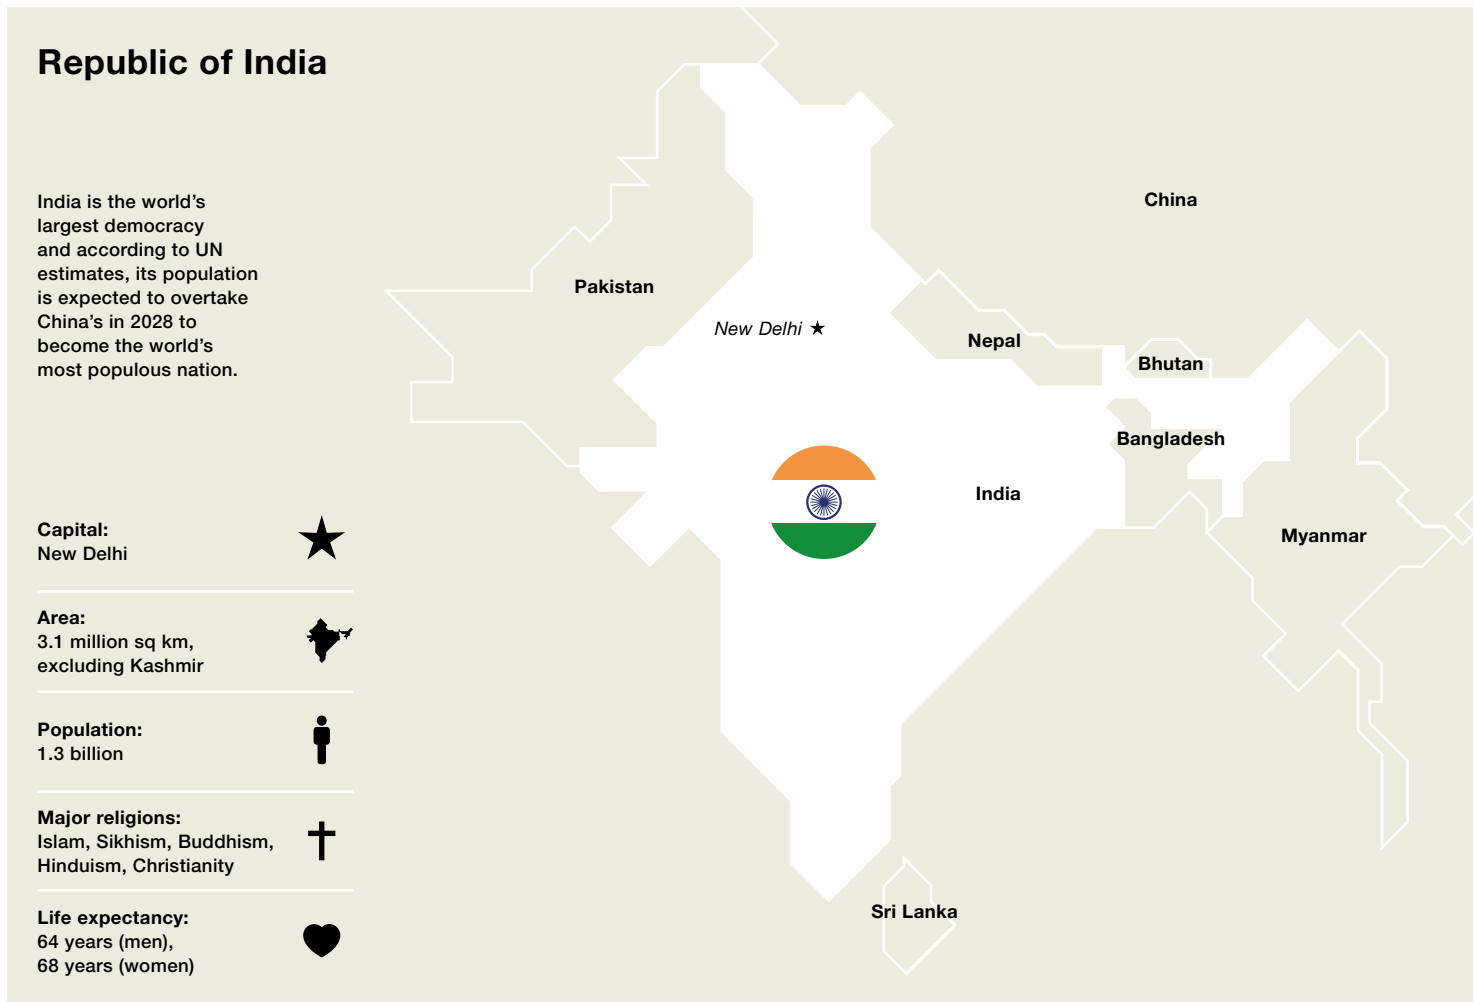 Republic of India
India is the world's
largest democracy
and according to UN
estimates, its population
is expected to overtake
China's in 2028 to
become the world's
most populous nation.
Capital:
New Delhi
Area:
3.1 million sq km,
excluding Kashmir
Population:
1.3 billion
Major religions:
Islam, Sikhism, Buddhism,
Hinduism, Christianity
Life expectancy:
64 years (men),
68 years (women)
China
Pakistan
New Delhi
Nepal
Bhutan
Bangladesh
India
Myanmar
Sri Lanka